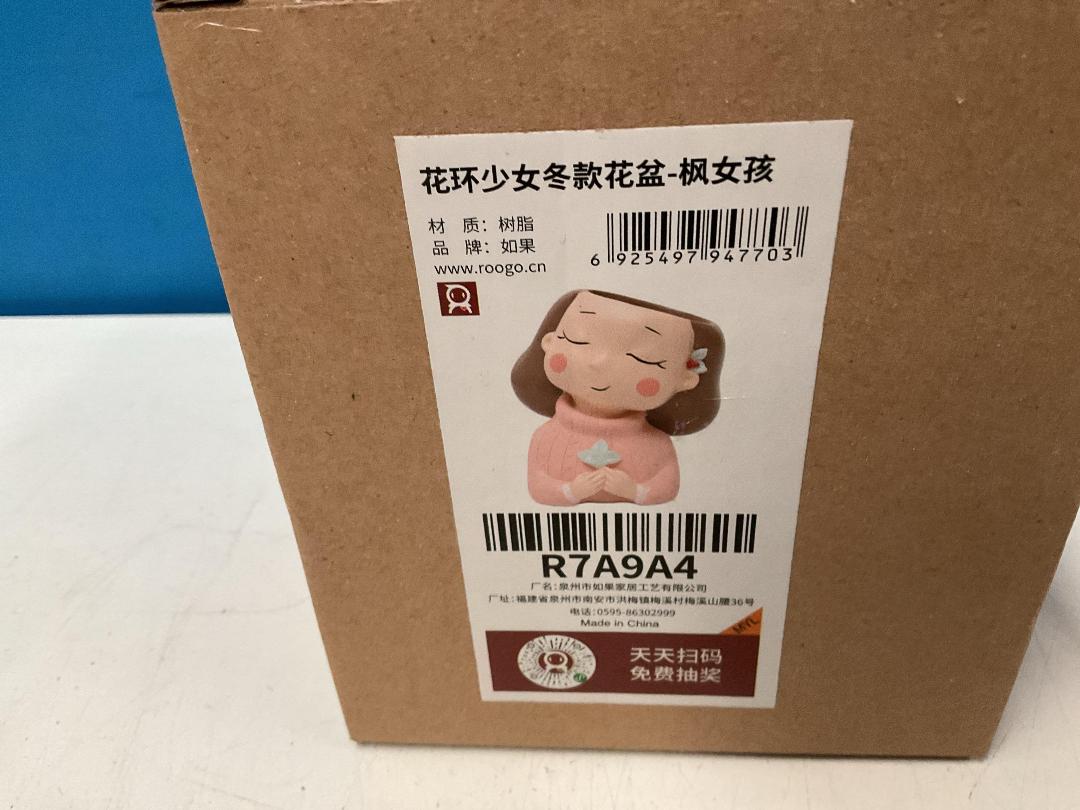 花环少女冬款花盆-枫女孩
材 质：树脂
品 牌：如果
www.roogo.cn
6 925497 947703
R7A9A4
厂名：泉州市如果家居工艺有限公司
厂址：福建省泉州市南安市洪梅镇梅溪村梅溪山腰36号
电话：0595-86302999
Made in China
MYL
天天扫码
免费抽奖